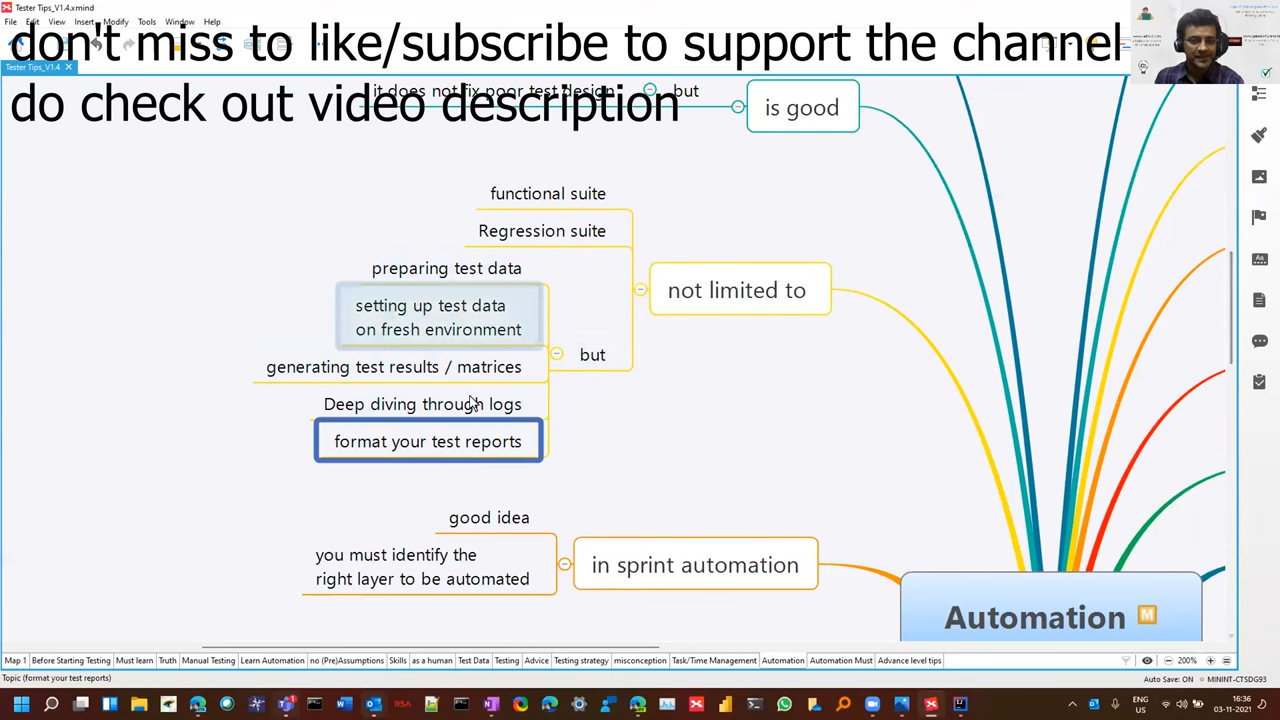 Tester Tips_V1.4.xmind
File Edit View Insert Modify Tools Window Help
don't miss to like/subscribe to support the channel
do check out video description
Tester Tips_V1.4
it does not fix poor test design
but
is good
functional suite
Regression suite
preparing test data
setting up test data
on fresh environment
generating test results / matrices
Deep diving through logs
format your test reports
but
not limited to
good idea
you must identify the
right layer to be automated
in sprint automation
Automation M
Map 1 Before Starting Testing Must learn Truth Manual Testing Learn Automation no (Pre)Assumptions Skills as a human Test Data Testing Advice Testing strategy misconception Task/Time Management Automation Automation Must Advance level tips
200%
Topic (format your test reports)
Auto Save: ON MININT-CTSDG93
RSA
ENG
US
16:36
03-11-2021